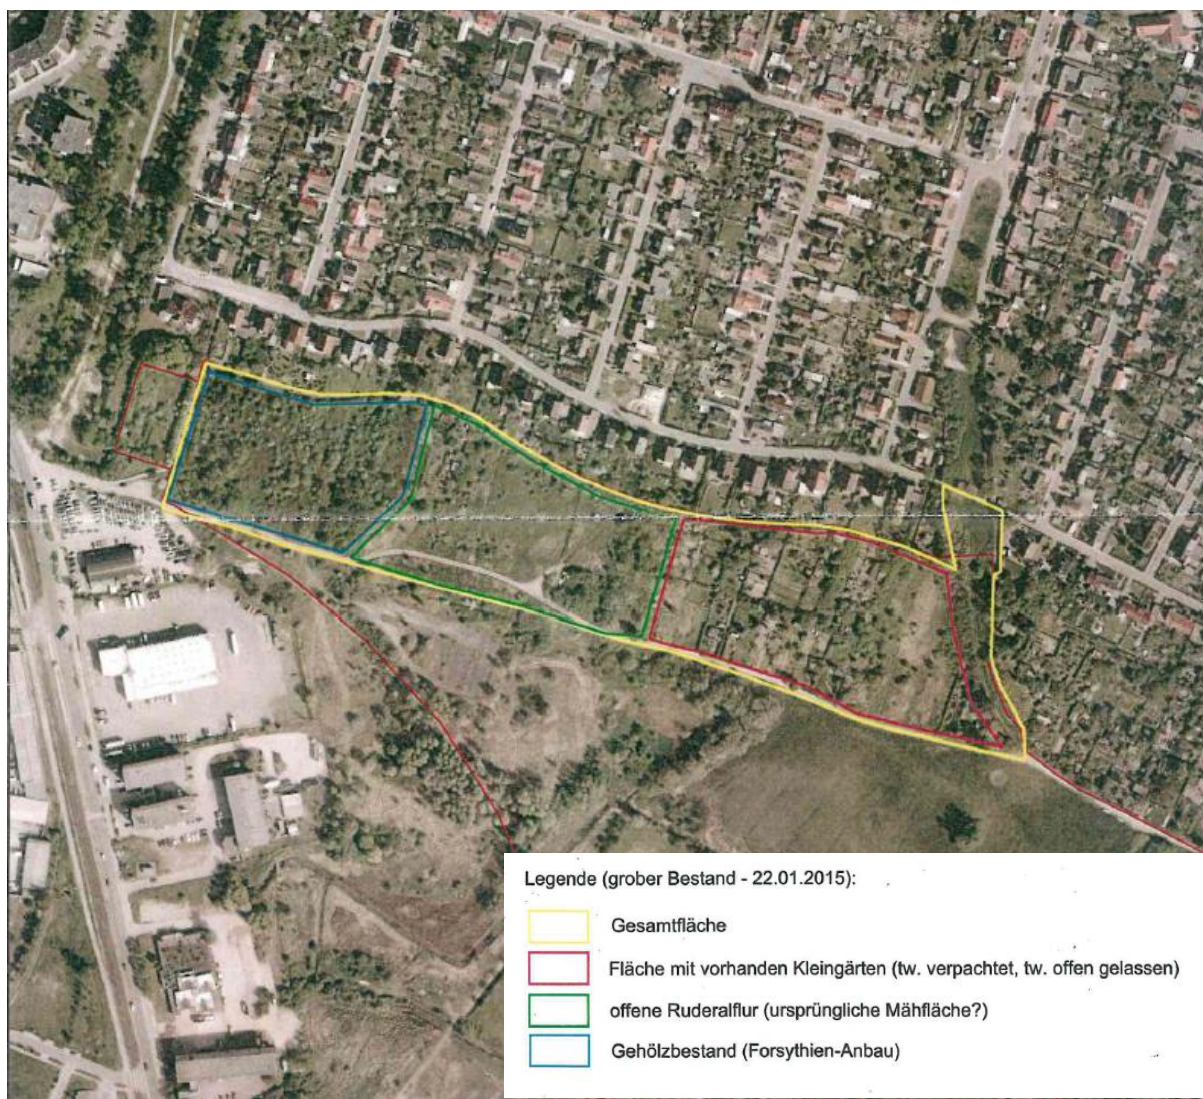 Legende (grober Bestand - 22.01.2015):
Gesamtfläche
Fläche mit vorhanden Kleingärten (tw. verpachtet, tw. offen gelassen)
offene Ruderalflur (ursprüngliche Mähfläche?)
Gehölzbestand (Forsythien-Anbau)